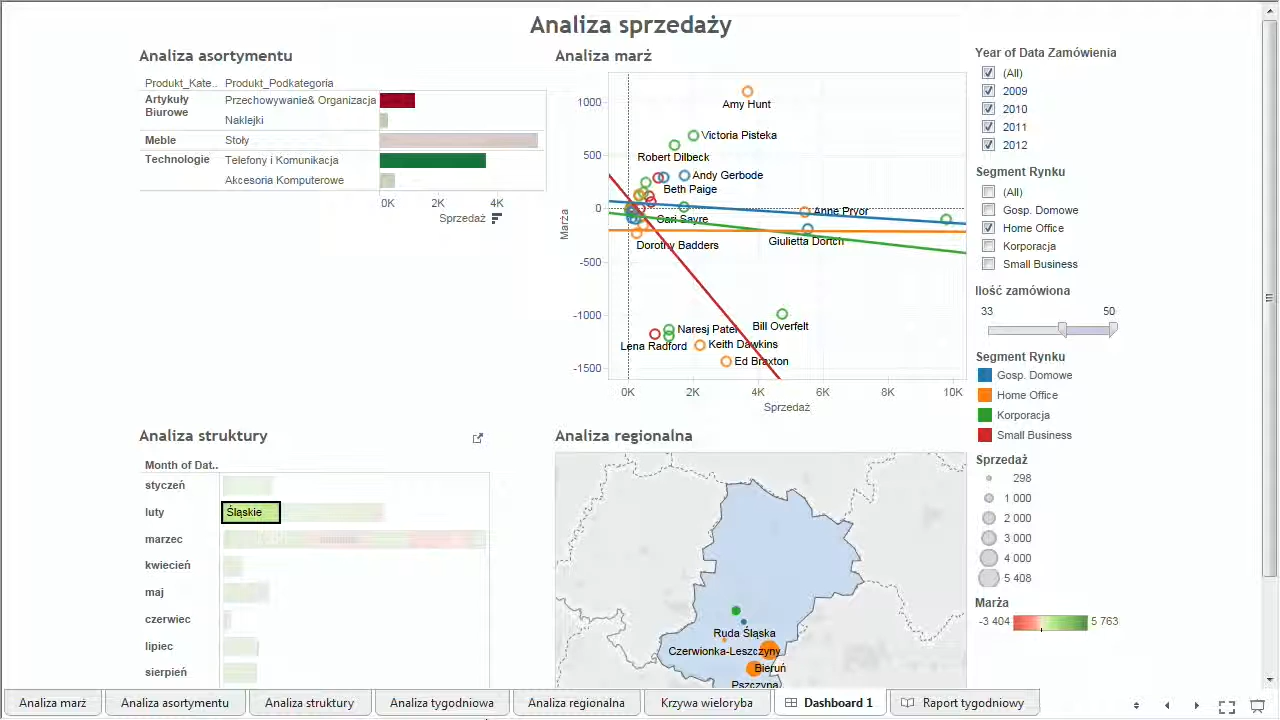 Analiza sprzedaży
Analiza asortymentu
Produkt_Kate.. Produkt_Podkategoria
Artykuły Biurowe
Przechowywanie& Organizacja
Naklejki
Meble Stoły
Technologie Telefony i Komunikacja
Akcesoria Komputerowe
0K 2K 4K
Sprzedaż
Analiza marż
Marża
1000
500
0
-500
-1000
-1500
Amy Hunt
Victoria Pisteka
Robert Dilbeck
Andy Gerbode
Beth Paige
Cari Sayre
Anne Pryor
Dorothy Badders
Giulietta Dortch
Bill Overfelt
Naresj Patel
Lena Radford
Keith Dawkins
Ed Braxton
0K 2K 4K 6K 8K 10K
Sprzedaż
Year of Data Zamówienia
(All)
2009
2010
2011
2012
Segment Rynku
(All)
Gosp. Domowe
Home Office
Korporacja
Small Business
Ilość zamówiona
33 50
Segment Rynku
Gosp. Domowe
Home Office
Korporacja
Small Business
Sprzedaż
298
1 000
2 000
3 000
4 000
5 408
Marża
-3 404 5 763
Analiza struktury
Month of Dat..
styczeń
luty Śląskie
marzec
kwiecień
maj
czerwiec
lipiec
sierpień
Analiza regionalna
Ruda Śląska
Czerwionka-Leszczyny
Bieruń
Pszczyna
Analiza marż Analiza asortymentu Analiza struktury Analiza tygodniowa Analiza regionalna Krzywa wieloryba Dashboard 1 Raport tygodniowy